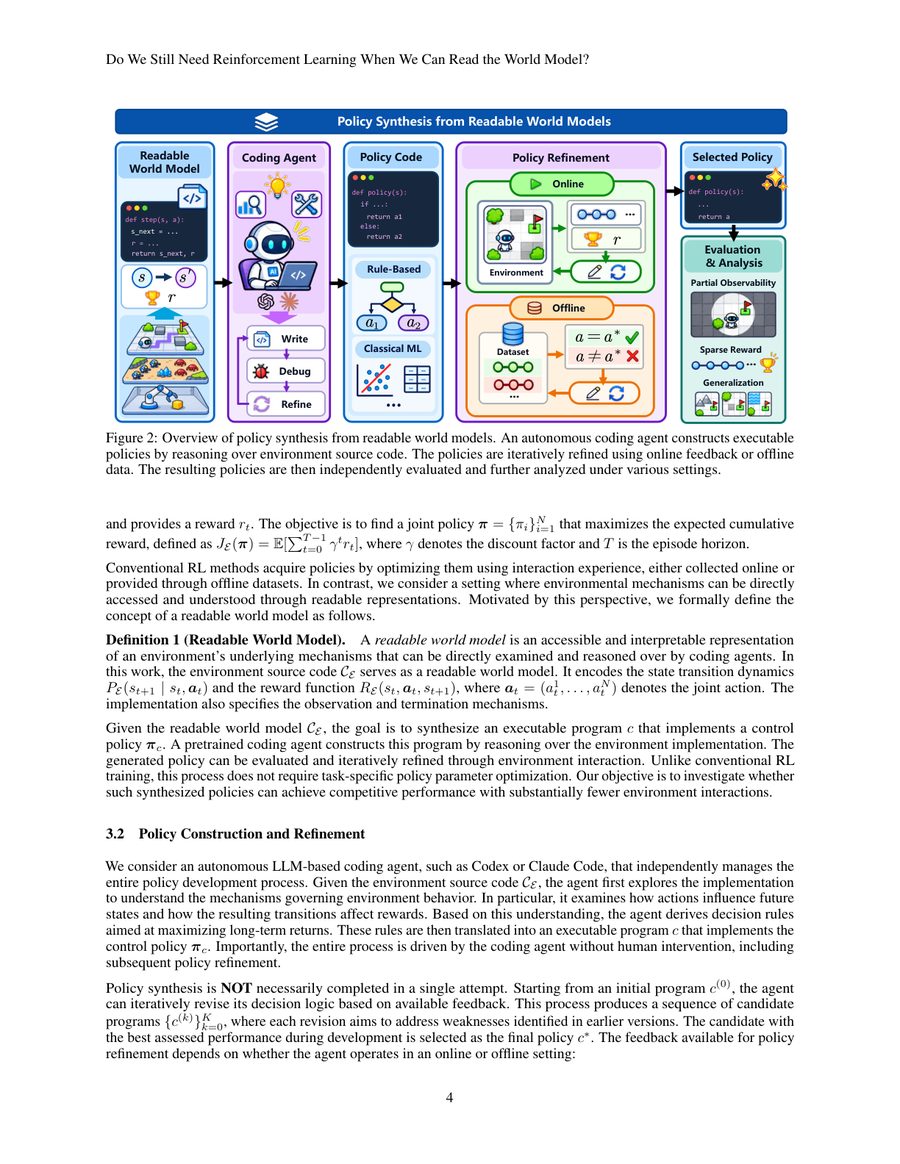 Do We Still Need Reinforcement Learning When We Can Read the World Model?
Policy Synthesis from Readable World Models
Readable
World Model
def step(s, a):
s_next = ...
r = ...
return s_next, r
s → s′
r
Coding Agent
AI
</>
Write
Debug
Refine
Policy Code
def policy(s):
if ...:
return a1
else:
return a2
Rule-Based
a₁ a₂
Classical ML
...
Policy Refinement
Online
Environment
...
r
Offline
Dataset
...
a = a* ✓
a ≠ a* ✗
Selected Policy
def policy(s):
...
return a
Evaluation
& Analysis
Partial Observability
Sparse Reward
...
Generalization
Figure 2: Overview of policy synthesis from readable world models. An autonomous coding agent constructs executable
policies by reasoning over environment source code. The policies are iteratively refined using online feedback or offline
data. The resulting policies are then independently evaluated and further analyzed under various settings.
and provides a reward rₜ. The objective is to find a joint policy π = {πᵢ}ᴺᵢ₌₁ that maximizes the expected cumulative
reward, defined as J_ℰ(π) = 𝔼[∑ᵀ⁻¹ₜ₌₀ γᵗrₜ], where γ denotes the discount factor and T is the episode horizon.
Conventional RL methods acquire policies by optimizing them using interaction experience, either collected online or
provided through offline datasets. In contrast, we consider a setting where environmental mechanisms can be directly
accessed and understood through readable representations. Motivated by this perspective, we formally define the
concept of a readable world model as follows.
Definition 1 (Readable World Model). A readable world model is an accessible and interpretable representation
of an environment's underlying mechanisms that can be directly examined and reasoned over by coding agents. In
this work, the environment source code 𝒞_ℰ serves as a readable world model. It encodes the state transition dynamics
P_ℰ(sₜ₊₁ | sₜ, aₜ) and the reward function R_ℰ(sₜ, aₜ, sₜ₊₁), where aₜ = (a¹ₜ, . . . , aᴺₜ) denotes the joint action. The
implementation also specifies the observation and termination mechanisms.
Given the readable world model 𝒞_ℰ, the goal is to synthesize an executable program c that implements a control
policy π_c. A pretrained coding agent constructs this program by reasoning over the environment implementation. The
generated policy can be evaluated and iteratively refined through environment interaction. Unlike conventional RL
training, this process does not require task-specific policy parameter optimization. Our objective is to investigate whether
such synthesized policies can achieve competitive performance with substantially fewer environment interactions.
3.2 Policy Construction and Refinement
We consider an autonomous LLM-based coding agent, such as Codex or Claude Code, that independently manages the
entire policy development process. Given the environment source code 𝒞_ℰ, the agent first explores the implementation
to understand the mechanisms governing environment behavior. In particular, it examines how actions influence future
states and how the resulting transitions affect rewards. Based on this understanding, the agent derives decision rules
aimed at maximizing long-term returns. These rules are then translated into an executable program c that implements the
control policy π_c. Importantly, the entire process is driven by the coding agent without human intervention, including
subsequent policy refinement.
Policy synthesis is NOT necessarily completed in a single attempt. Starting from an initial program c⁽⁰⁾, the agent
can iteratively revise its decision logic based on available feedback. This process produces a sequence of candidate
programs {c⁽ᵏ⁾}ᴷₖ₌₀, where each revision aims to address weaknesses identified in earlier versions. The candidate with
the best assessed performance during development is selected as the final policy c*. The feedback available for policy
refinement depends on whether the agent operates in an online or offline setting:
4